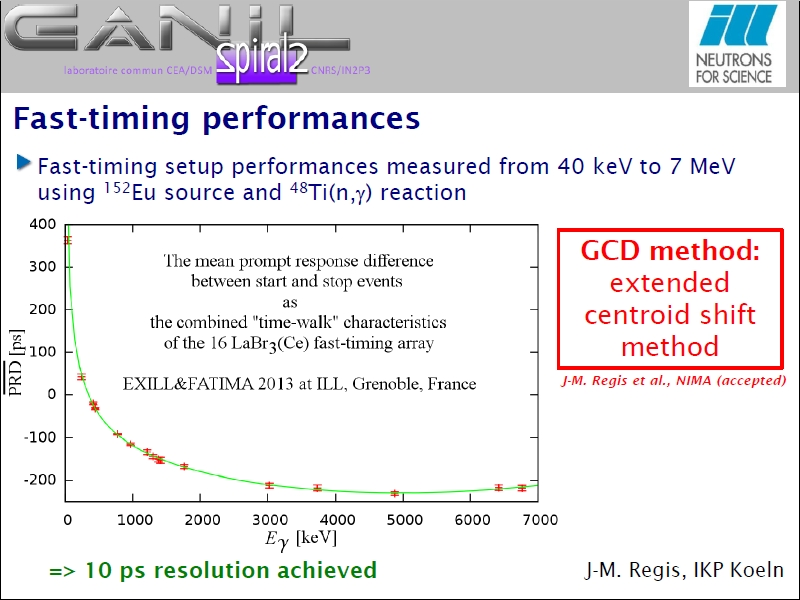 GANIL
spiral2
laboratoire commun CEA/DSM CNRS/IN2P3
ill
NEUTRONS
FOR SCIENCE
Fast-timing performances
Fast-timing setup performances measured from 40 keV to 7 MeV
using ¹⁵²Eu source and ⁴⁸Ti(n,γ) reaction
400
300
200
100
0
-100
-200
PRD [ps]
The mean prompt response difference
between start and stop events
as
the combined "time-walk" characteristics
of the 16 LaBr₃(Ce) fast-timing array
EXILL&FATIMA 2013 at ILL, Grenoble, France
0 1000 2000 3000 4000 5000 6000 7000
Eγ [keV]
GCD method:
extended
centroid shift
method
J-M. Regis et al., NIMA (accepted)
=> 10 ps resolution achieved
J-M. Regis, IKP Koeln